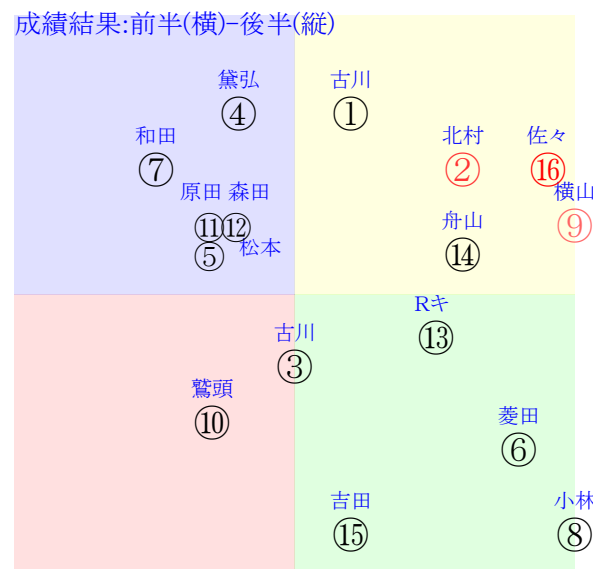 成績結果:前半(横)-後半(縦)
黛弘 古川
④ ①
和田 北村 佐々
⑦ ② ⑯
原田 森田 横山
⑪ ⑫ 舟山 ⑨
⑤ 松本 ⑭
Rキ
古川 ⑬
③
鷲頭
⑩ 菱田
⑥
吉田 小林
⑮ ⑧